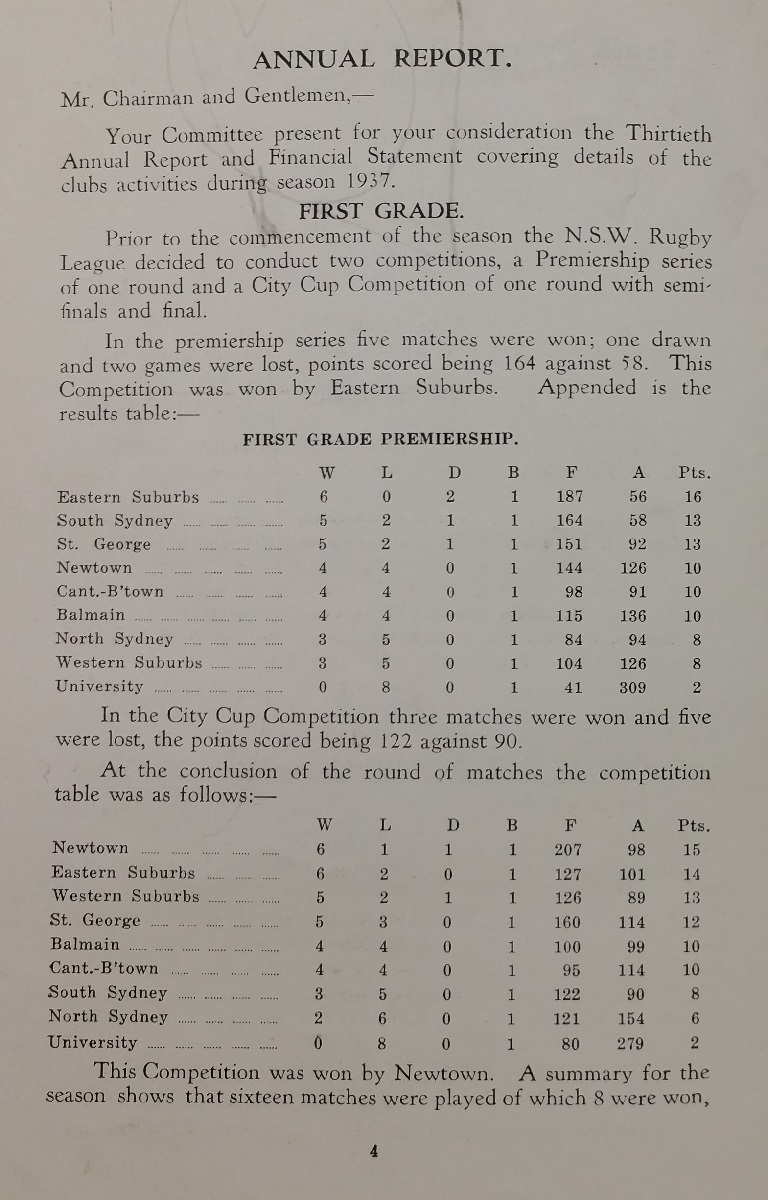 ANNUAL REPORT.
Mr. Chairman and Gentlemen,—
Your Committee present for your consideration the Thirtieth
Annual Report and Financial Statement covering details of the
clubs activities during season 1937.
FIRST GRADE.
Prior to the commencement of the season the N.S.W. Rugby
League decided to conduct two competitions, a Premiership series
of one round and a City Cup Competition of one round with semi-
finals and final.
In the premiership series five matches were won; one drawn
and two games were lost, points scored being 164 against 58. This
Competition was won by Eastern Suburbs. Appended is the
results table:—
FIRST GRADE PREMIERSHIP.
W L D B F A Pts.
Eastern Suburbs ...... ...... ...... 6 0 2 1 187 56 16
South Sydney ...... ...... ...... ...... 5 2 1 1 164 58 13
St. George ...... ...... ...... ...... 5 2 1 1 151 92 13
Newtown ...... ...... ...... ...... ...... 4 4 0 1 144 126 10
Cant.-B'town ...... ...... ...... ...... 4 4 0 1 98 91 10
Balmain ...... ...... ...... ...... ...... ...... 4 4 0 1 115 136 10
North Sydney ...... ...... ...... ...... 3 5 0 1 84 94 8
Western Suburbs ...... ...... ...... 3 5 0 1 104 126 8
University ...... ...... ...... ...... ...... 0 8 0 1 41 309 2
In the City Cup Competition three matches were won and five
were lost, the points scored being 122 against 90.
At the conclusion of the round of matches the competition
table was as follows:—
W L D B F A Pts.
Newtown ...... ...... ...... ...... ...... 6 1 1 1 207 98 15
Eastern Suburbs ...... ...... ...... 6 2 0 1 127 101 14
Western Suburbs ...... ...... ...... 5 2 1 1 126 89 13
St. George ...... ...... ...... ...... ...... 5 3 0 1 160 114 12
Balmain ...... ...... ...... ...... ...... ...... 4 4 0 1 100 99 10
Cant.-B'town ...... ...... ...... ...... 4 4 0 1 95 114 10
South Sydney ...... ...... ...... ...... 3 5 0 1 122 90 8
North Sydney ...... ...... ...... ...... 2 6 0 1 121 154 6
University ...... ...... ...... ...... ...... 0 8 0 1 80 279 2
This Competition was won by Newtown. A summary for the
season shows that sixteen matches were played of which 8 were won,
4